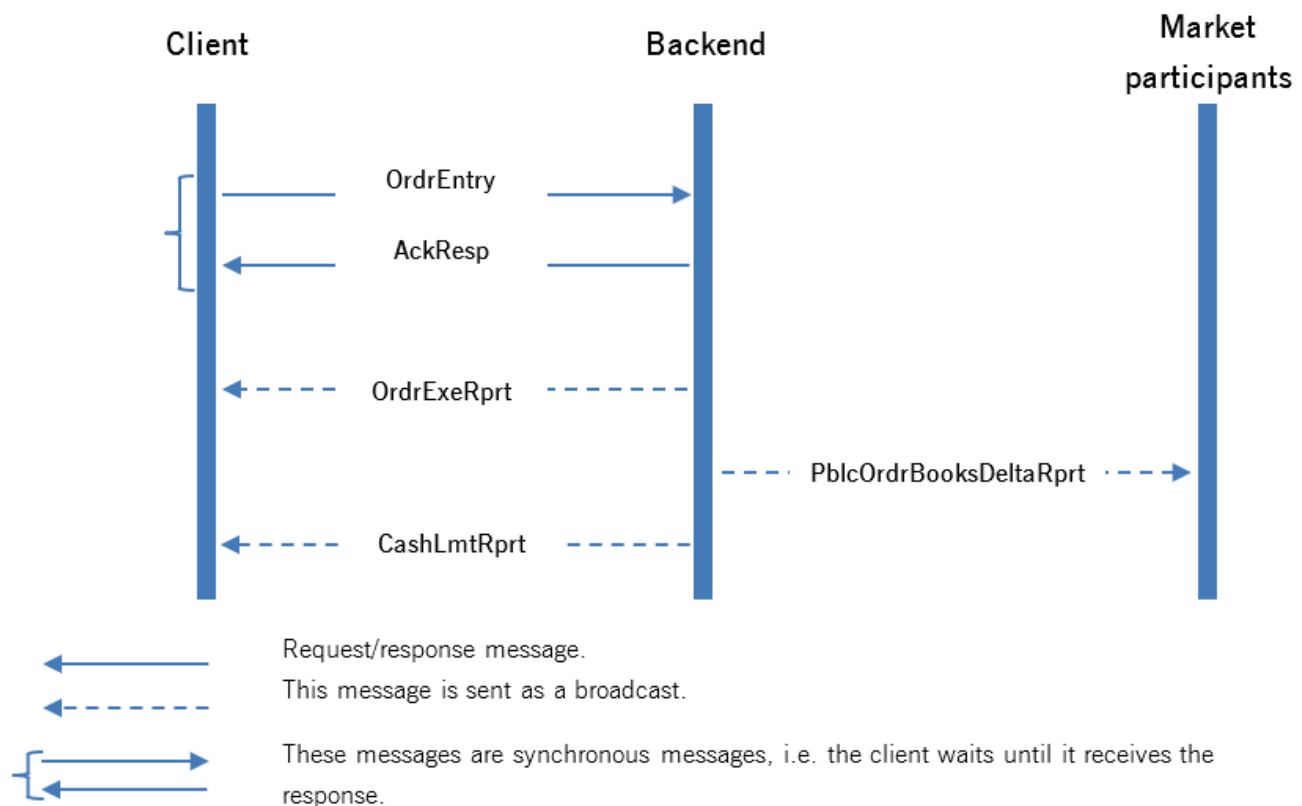 Client
Backend
Market
participants
OrdrEntry
AckResp
OrdrExeRprt
PblcOrdrBooksDeltaRprt
CashLmtRprt
Request/response message.
This message is sent as a broadcast.
These messages are synchronous messages, i.e. the client waits until it receives the
response.